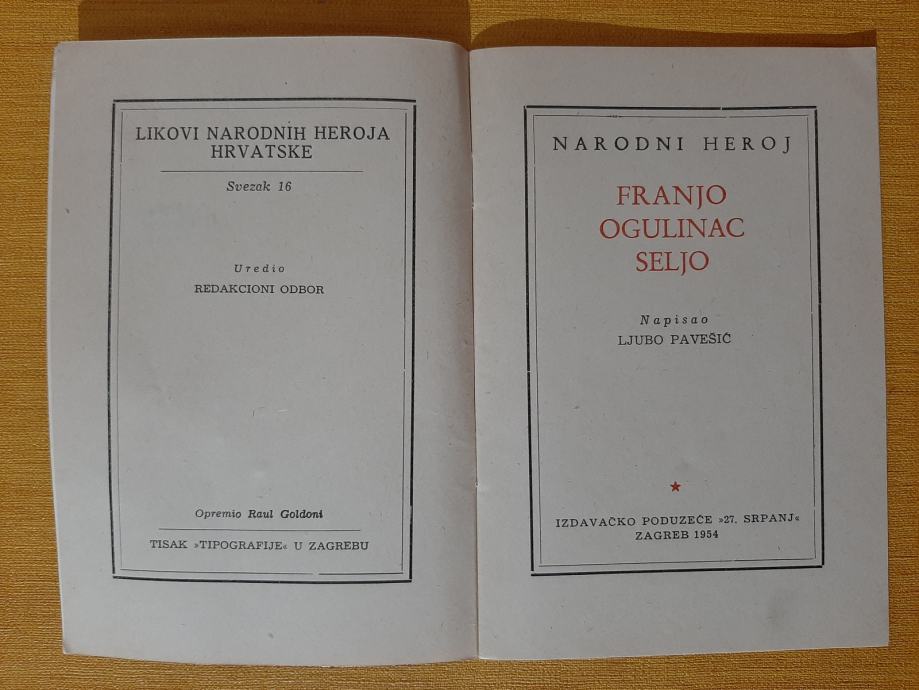 LIKOVI NARODNIH HEROJA
HRVATSKE
Svezak 16
Uredio
REDAKCIONI ODBOR
Opremio Raul Goldoni
TISAK »TIPOGRAFIJE« U ZAGREBU
NARODNI HEROJ
FRANJO
OGULINAC
SELJO
Napisao
LJUBO PAVEŠIĆ
IZDAVAČKO PODUZEĆE »27. SRPANJ«
ZAGREB 1954